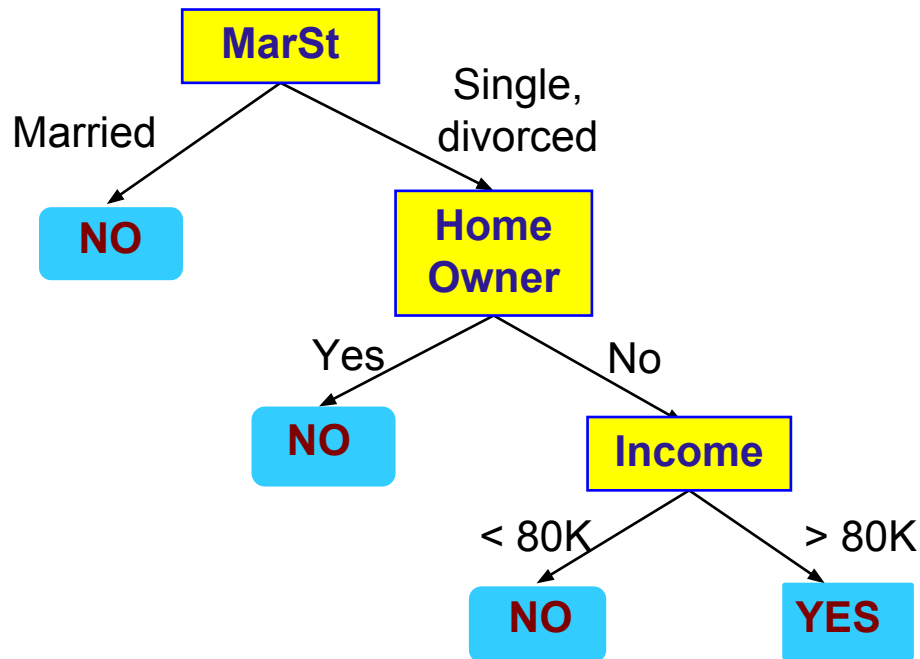 MarSt
Married
Single,
divorced
NO
Home
Owner
Yes
No
NO
Income
< 80K
> 80K
NO
YES